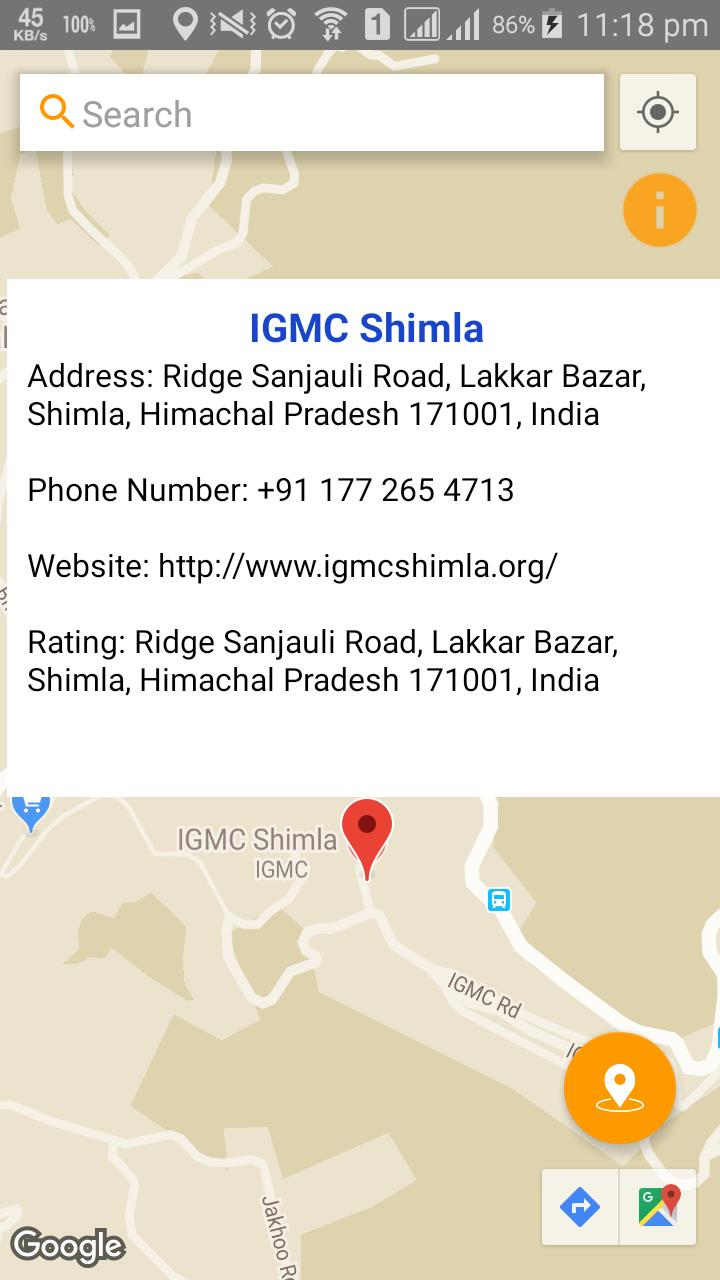 45 KB/s 100% 1 86% 11:18 pm
Search
IGMC Shimla
Address: Ridge Sanjauli Road, Lakkar Bazar,
Shimla, Himachal Pradesh 171001, India
Phone Number: +91 177 265 4713
Website: http://www.igmcshimla.org/
Rating: Ridge Sanjauli Road, Lakkar Bazar,
Shimla, Himachal Pradesh 171001, India
IGMC Shimla
IGMC
IGMC Rd
Jakhoo
Google